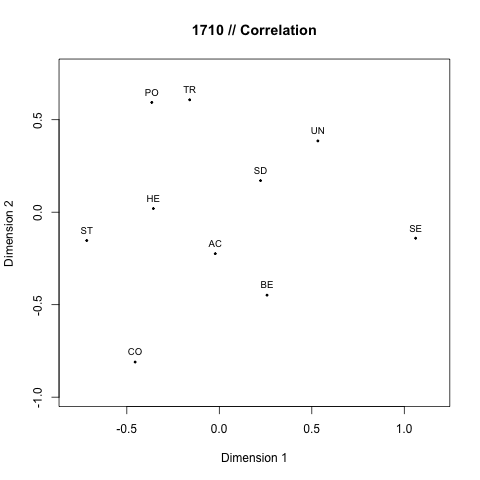 1710 // Correlation
PO
TR
UN
SD
HE
ST
AC
SE
BE
CO
0.5
0.0
-0.5
-1.0
Dimension 2
-0.5
0.0
0.5
1.0
Dimension 1